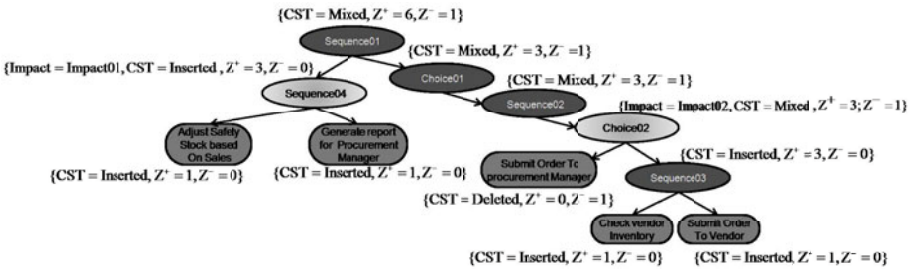 {CST = Mixed, Z⁺ = 6, Z⁻ = 1}
Sequence01
{CST = Mixed, Z⁺ = 3, Z⁻ = 1}
{Impact = Impact01, CST = Inserted , Z⁺ = 3, Z⁻ = 0}
Choice01
{CST = Mixed, Z⁺ = 3, Z⁻ = 1}
Sequence04
Sequence02
{Impact = Impact02, CST = Mixed , Z⁺ = 3; Z⁻ = 1}
Choice02
Adjust Safety
Stock based
On Sales
Generate report
for Procurement
Manager
{CST = Inserted, Z⁺ = 3, Z⁻ = 0}
Submit Order To
procurement Manager
Sequence03
{CST = Inserted, Z⁺ = 1, Z⁻ = 0}
{CST = Inserted, Z⁺ = 1, Z⁻ = 0}
{CST = Deleted, Z⁺ = 0, Z⁻ = 1}
Check vendor
Inventory
Submit Order
To Vendor
{CST = Inserted, Z⁺ = 1, Z⁻ = 0}
{CST = Inserted, Z⁺ = 1, Z⁻ = 0}